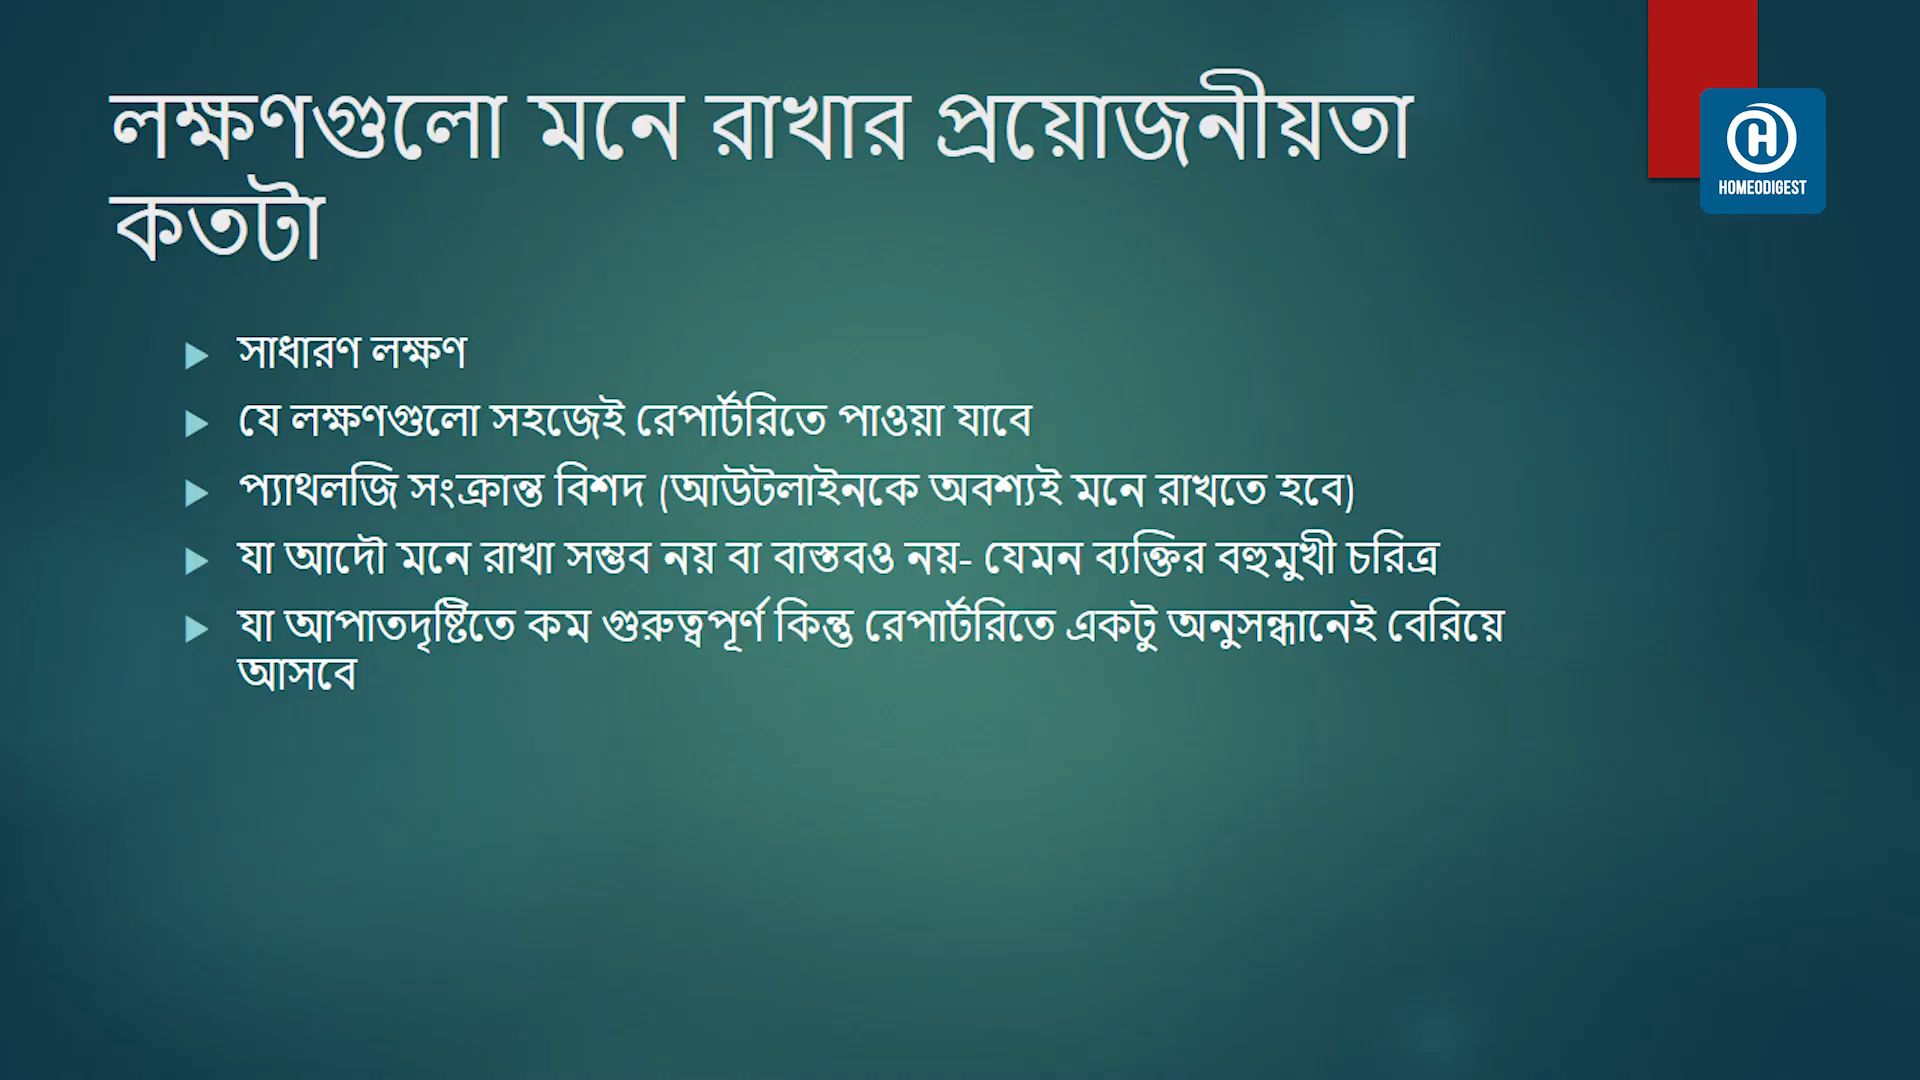 লক্ষণগুলো মনে রাখার প্রয়োজনীয়তা
কতটা
HOMEODIGEST
সাধারণ লক্ষণ
যে লক্ষণগুলো সহজেই রেপার্টরিতে পাওয়া যাবে
প্যাথলজি সংক্রান্ত বিশদ (আউটলাইনকে অবশ্যই মনে রাখতে হবে)
যা আদৌ মনে রাখা সম্ভব নয় বা বাস্তবও নয়- যেমন ব্যক্তির বহুমুখী চরিত্র
যা আপাতদৃষ্টিতে কম গুরুত্বপূর্ণ কিন্তু রেপার্টরিতে একটু অনুসন্ধানেই বেরিয়ে
আসবে